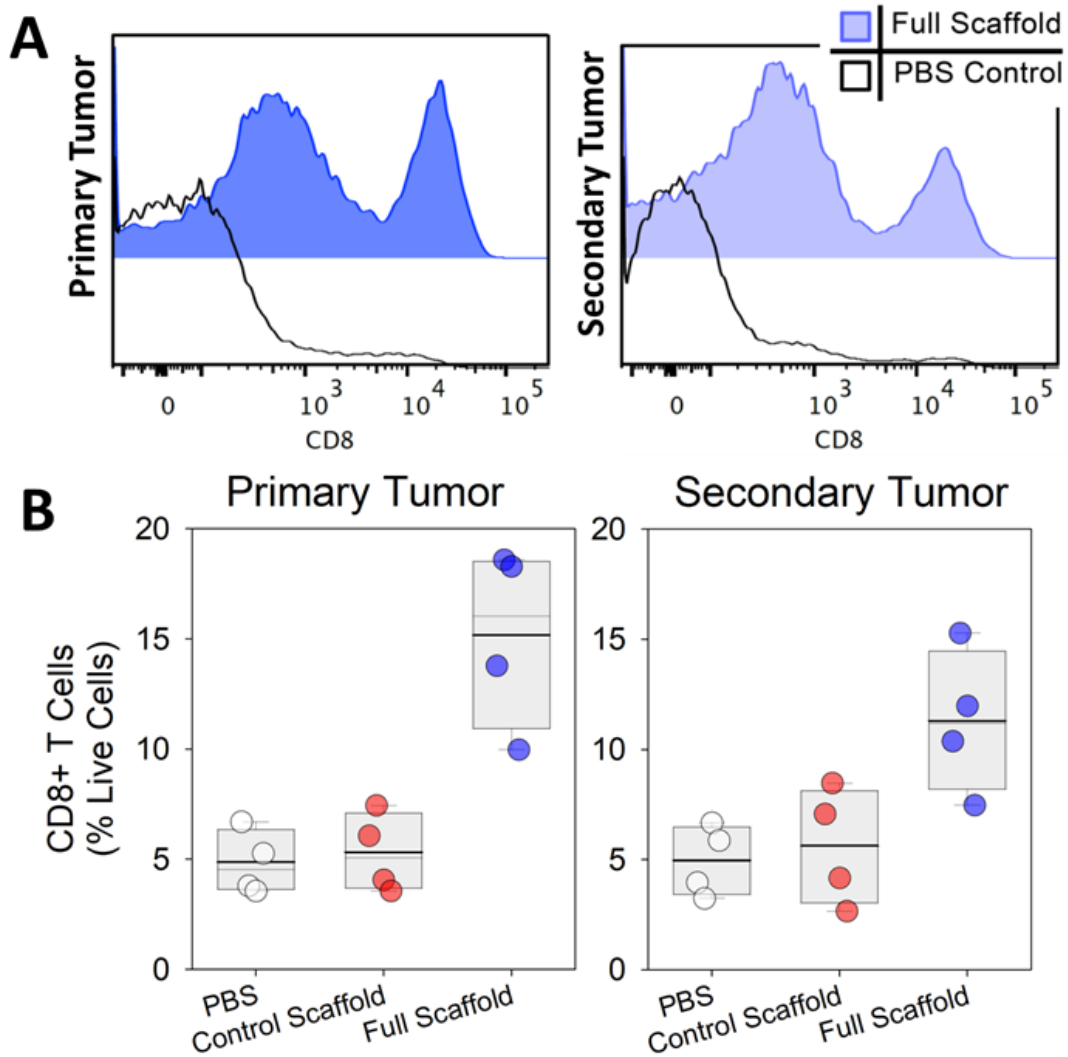 A
Primary Tumor
0 10^3 10^4 10^5
CD8
Secondary Tumor
Full Scaffold
PBS Control
0 10^3 10^4 10^5
CD8
B
Primary Tumor
CD8+ T Cells
(% Live Cells)
20
15
10
5
0
PBS
Control Scaffold
Full Scaffold
Secondary Tumor
20
15
10
5
0
PBS
Control Scaffold
Full Scaffold